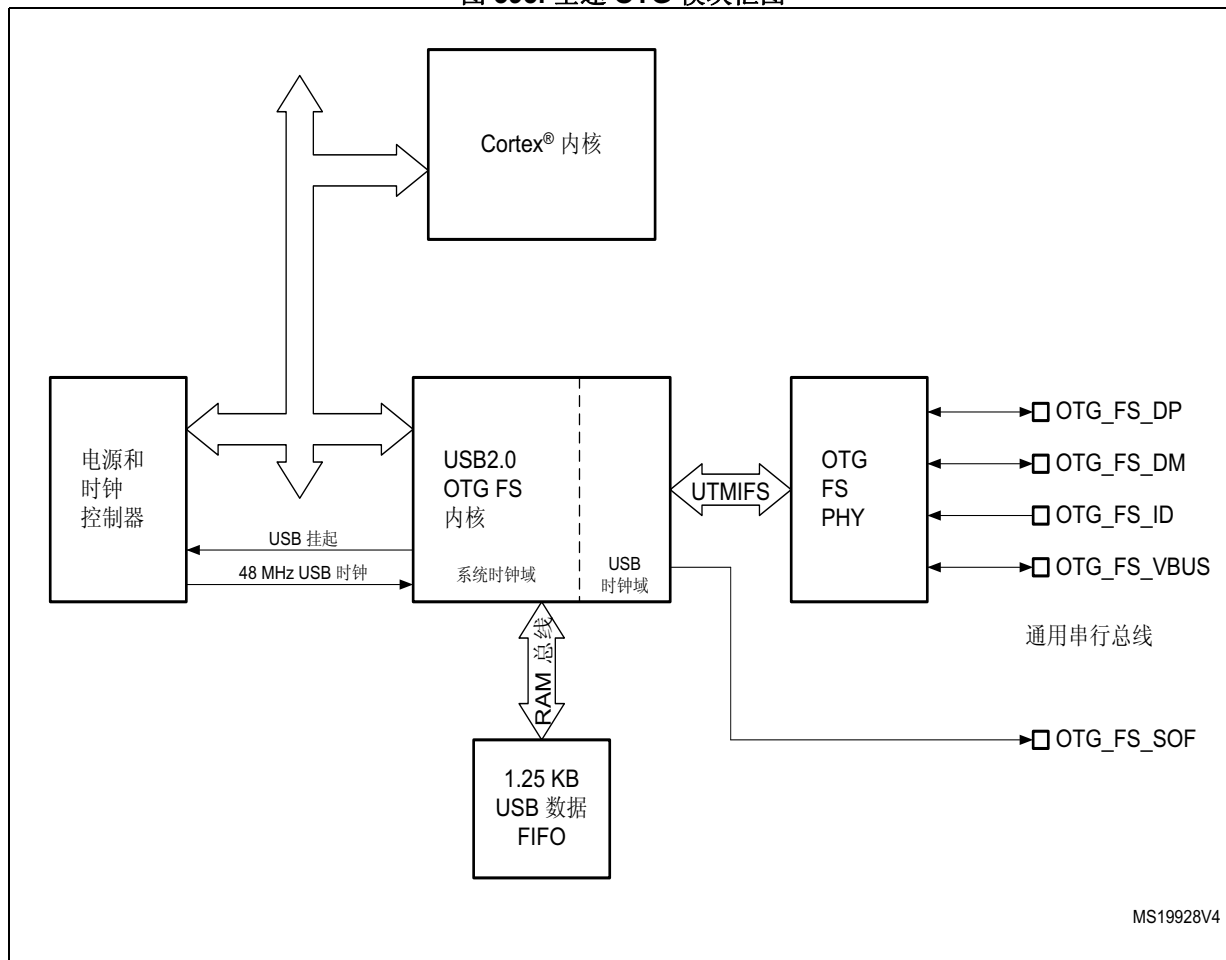 Cortex® 内核
电源和
时钟
控制器
USB 挂起
48 MHz USB 时钟
USB2.0
OTG FS
内核
系统时钟域
USB
时钟域
UTMIFS
OTG
FS
PHY
OTG_FS_DP
OTG_FS_DM
OTG_FS_ID
OTG_FS_VBUS
通用串行总线
RAM 总线
OTG_FS_SOF
1.25 KB
USB 数据
FIFO
MS19928V4